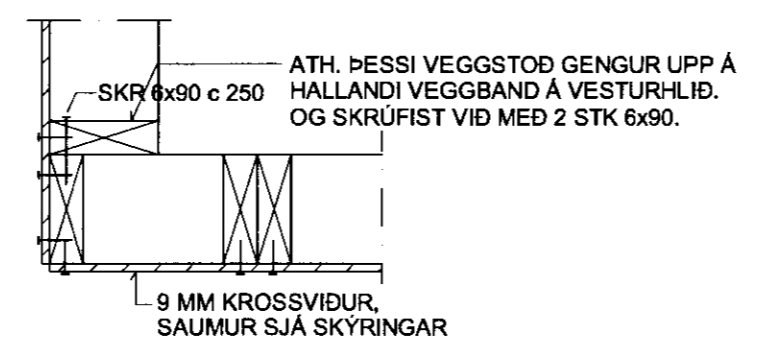 ATH. ÞESSI VEGGSTOÐ GENGUR UPP Á
HALLANDI VEGGBAND Á VESTURHLIÐ.
OG SKRÚFIST VIÐ MEÐ 2 STK 6x90.
SKR 6x90 c 250
9 MM KROSSVIÐUR,
SAUMUR SJÁ SKÝRINGAR